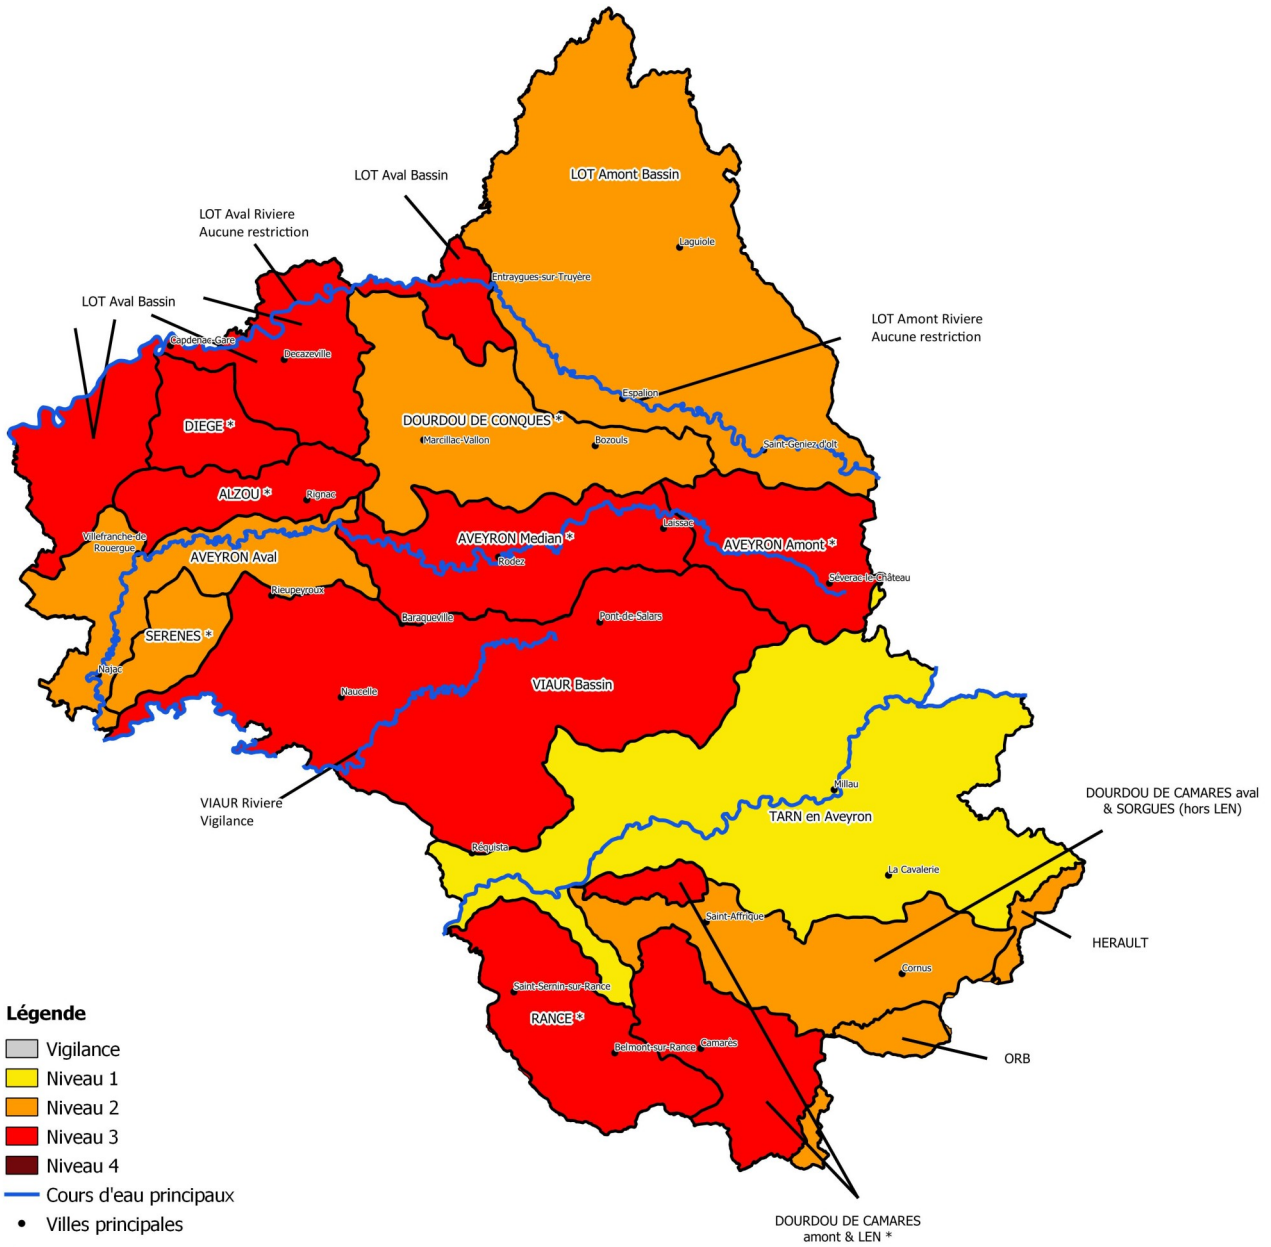 LOT Aval Bassin
LOT Amont Bassin
LOT Aval Riviere
Aucune restriction
Laguiole
Entraygues-sur-Truyère
LOT Aval Bassin
LOT Amont Riviere
Aucune restriction
Capdenac-Gare
Decazeville
Espalion
DIEGE *
DOURDOU DE CONQUES *
Marcillac-Vallon
Bozouls
Saint-Geniez d'olt
ALZOU *
Rignac
Villefranche-de
Rouergue
AVEYRON Aval
AVEYRON Median *
Laissac
AVEYRON Amont *
Rodez
Séverac-le-Château
Rieupeyroux
Baraqueville
Pont-de-Salars
SERENES *
Najac
Naucelle
VIAUR Bassin
VIAUR Riviere
Vigilance
Millau
DOURDOU DE CAMARES aval
& SORGUES (hors LEN)
TARN en Aveyron
Réquista
La Cavalerie
Saint-Affrique
HERAULT
Cornus
Saint-Sernin-sur-Rance
RANCE *
Belmont-sur-Rance
Camarès
ORB
Légende
Vigilance
Niveau 1
Niveau 2
Niveau 3
Niveau 4
Cours d'eau principaux
Villes principales
DOURDOU DE CAMARES
amont & LEN *